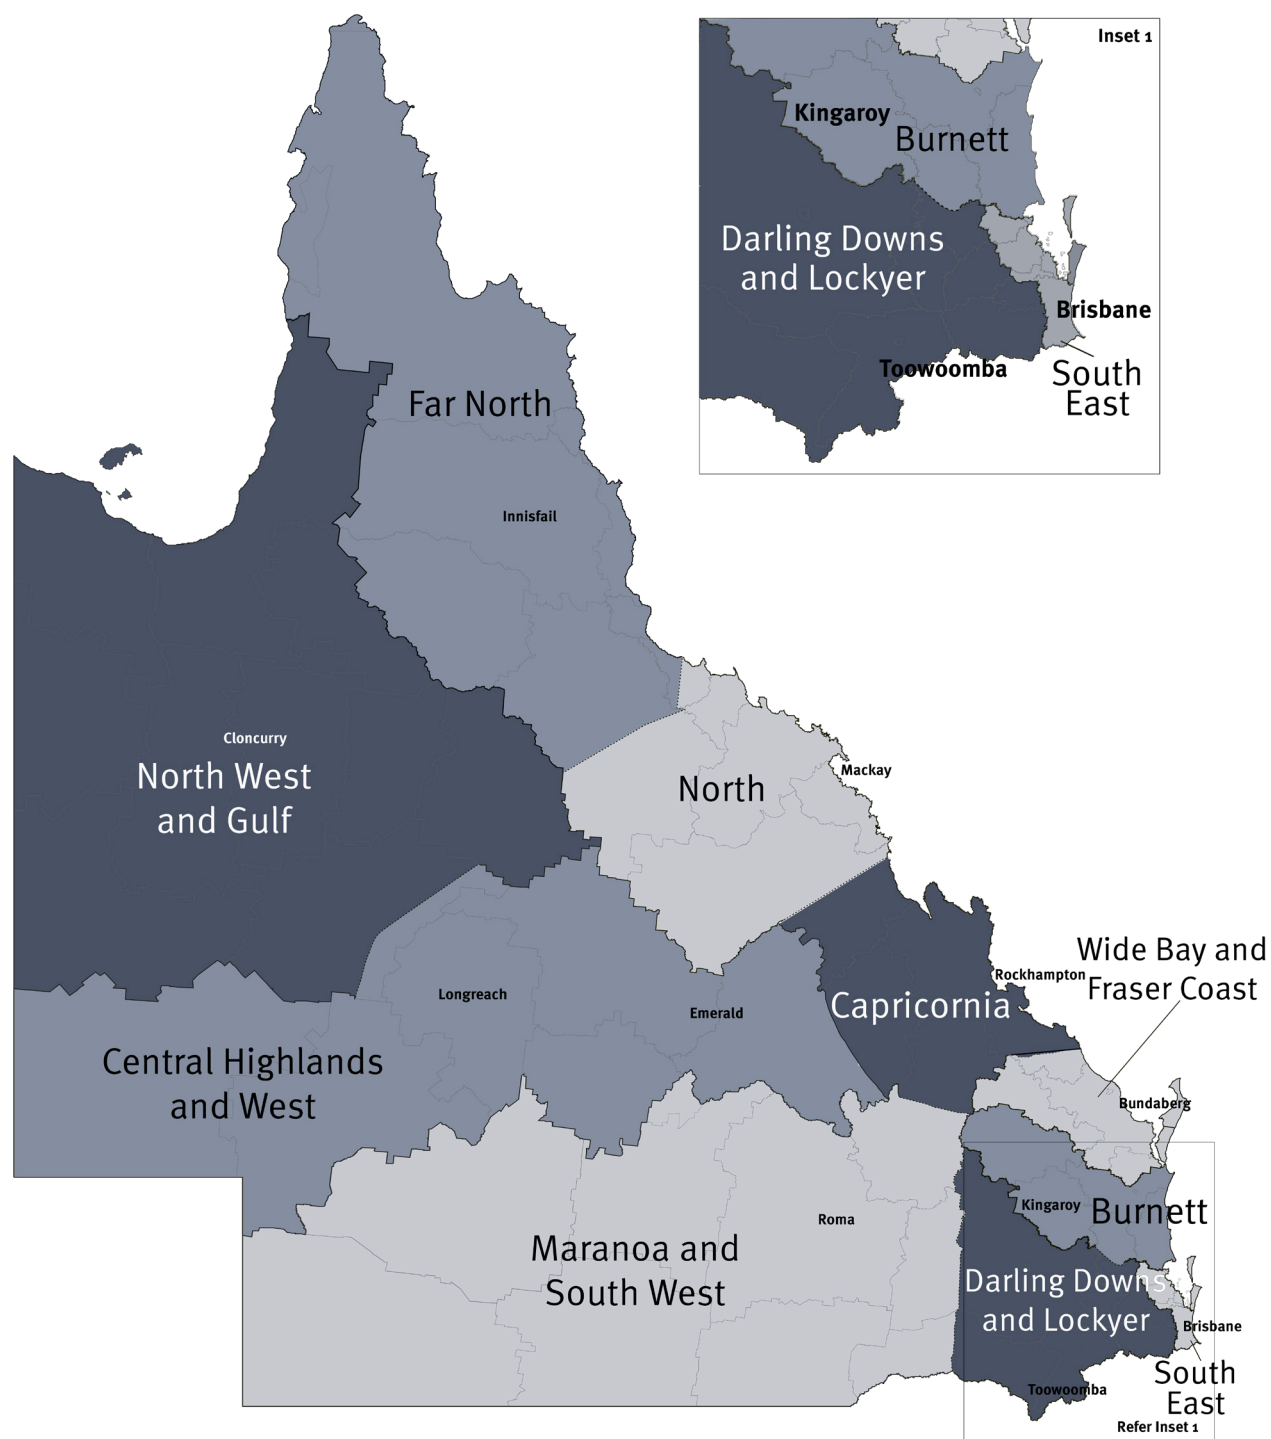 Inset 1
Kingaroy
Burnett
Darling Downs
and Lockyer
Brisbane
Toowoomba
South
East
Far North
Innisfail
Cloncurry
North West
and Gulf
North
Mackay
Wide Bay and
Fraser Coast
Rockhampton
Capricornia
Longreach
Emerald
Central Highlands
and West
Bundaberg
Kingaroy
Burnett
Roma
Maranoa and
South West
Darling Downs
and Lockyer
Brisbane
South
East
Toowoomba
Refer Inset 1